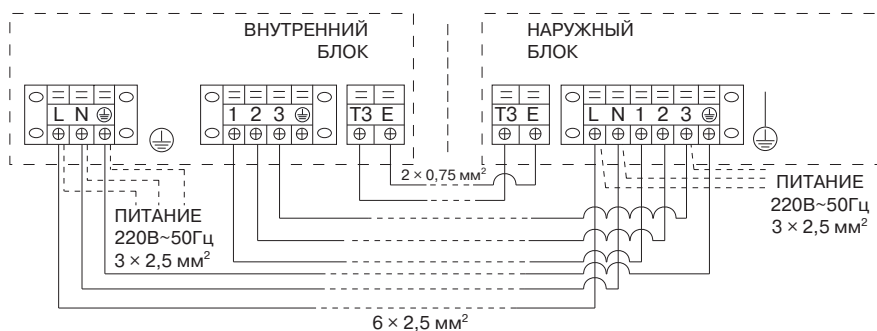 ВНУТРЕННИЙ
БЛОК
НАРУЖНЫЙ
БЛОК
L N
1 2 3
T3 E
T3 E
L N 1 2 3
2 × 0,75 мм²
ПИТАНИЕ
220В~50Гц
3 × 2,5 мм²
ПИТАНИЕ
220В~50Гц
3 × 2,5 мм²
6 × 2,5 мм²